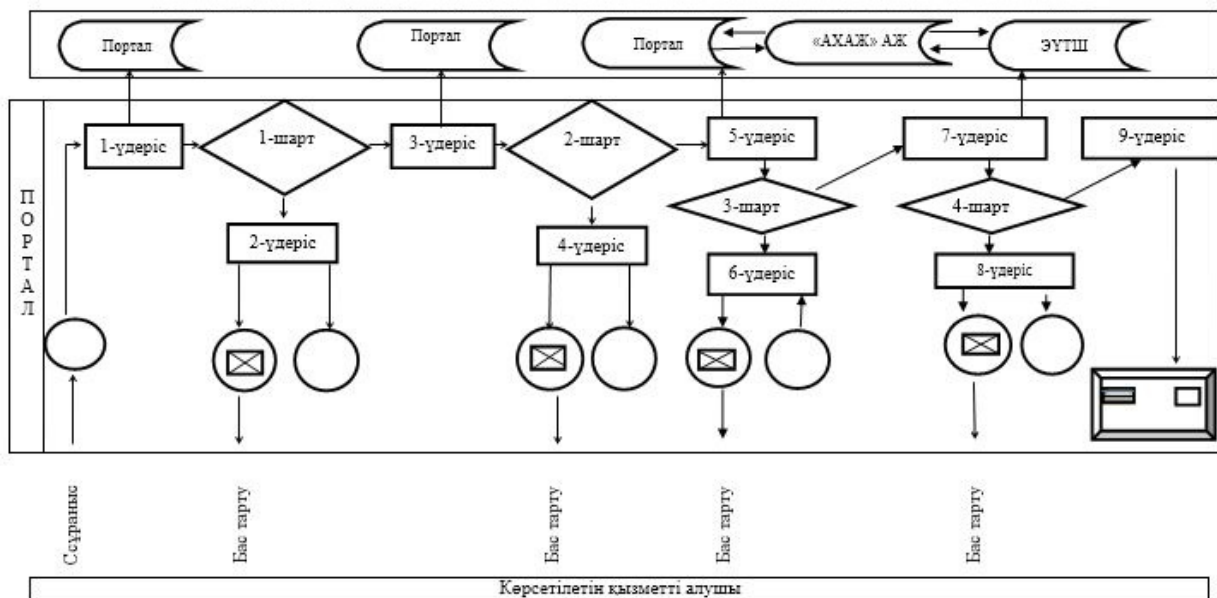 Портал
Портал
Портал
«АХАЖ» АЖ
ЭҮТШ
ПОРТАЛ
1-үдеріс
1-шарт
3-үдеріс
2-шарт
5-үдеріс
7-үдеріс
9-үдеріс
3-шарт
4-шарт
2-үдеріс
4-үдеріс
6-үдеріс
8-үдеріс
Ссұраныс
Бас тарту
Бас тарту
Бас тарту
Бас тарту
Көрсетілетін қызметті алушы